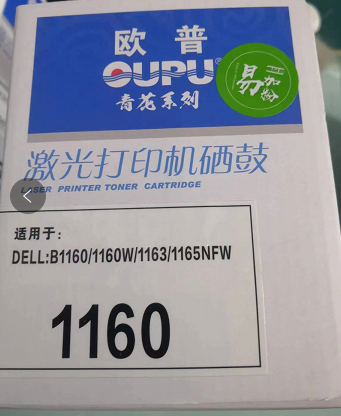 欧普
OUPU
青花系列
易加粉
激光打印机硒鼓
LASER PRINTER TONER CARTRIDGE
适用于：
DELL:B1160/1160W/1163/1165NFW
1160